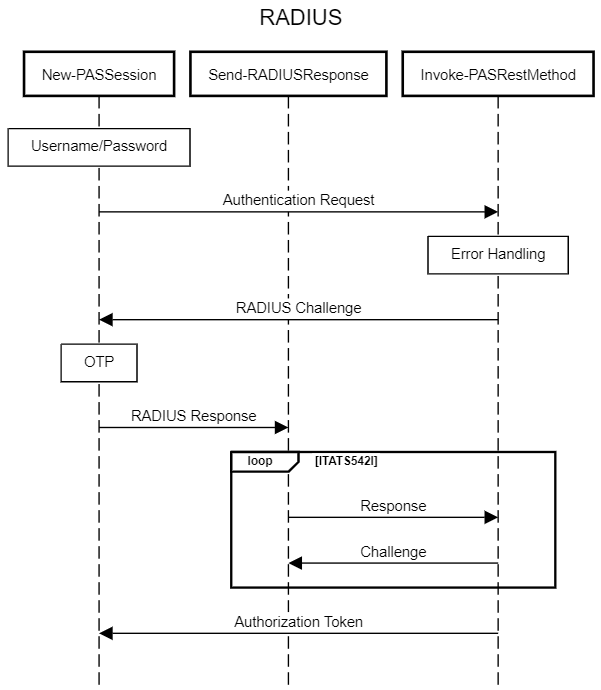 RADIUS
New-PASSession
Send-RADIUSResponse
Invoke-PASRestMethod
Username/Password
Authentication Request
Error Handling
RADIUS Challenge
OTP
RADIUS Response
loop
[ITATS542I]
Response
Challenge
Authorization Token